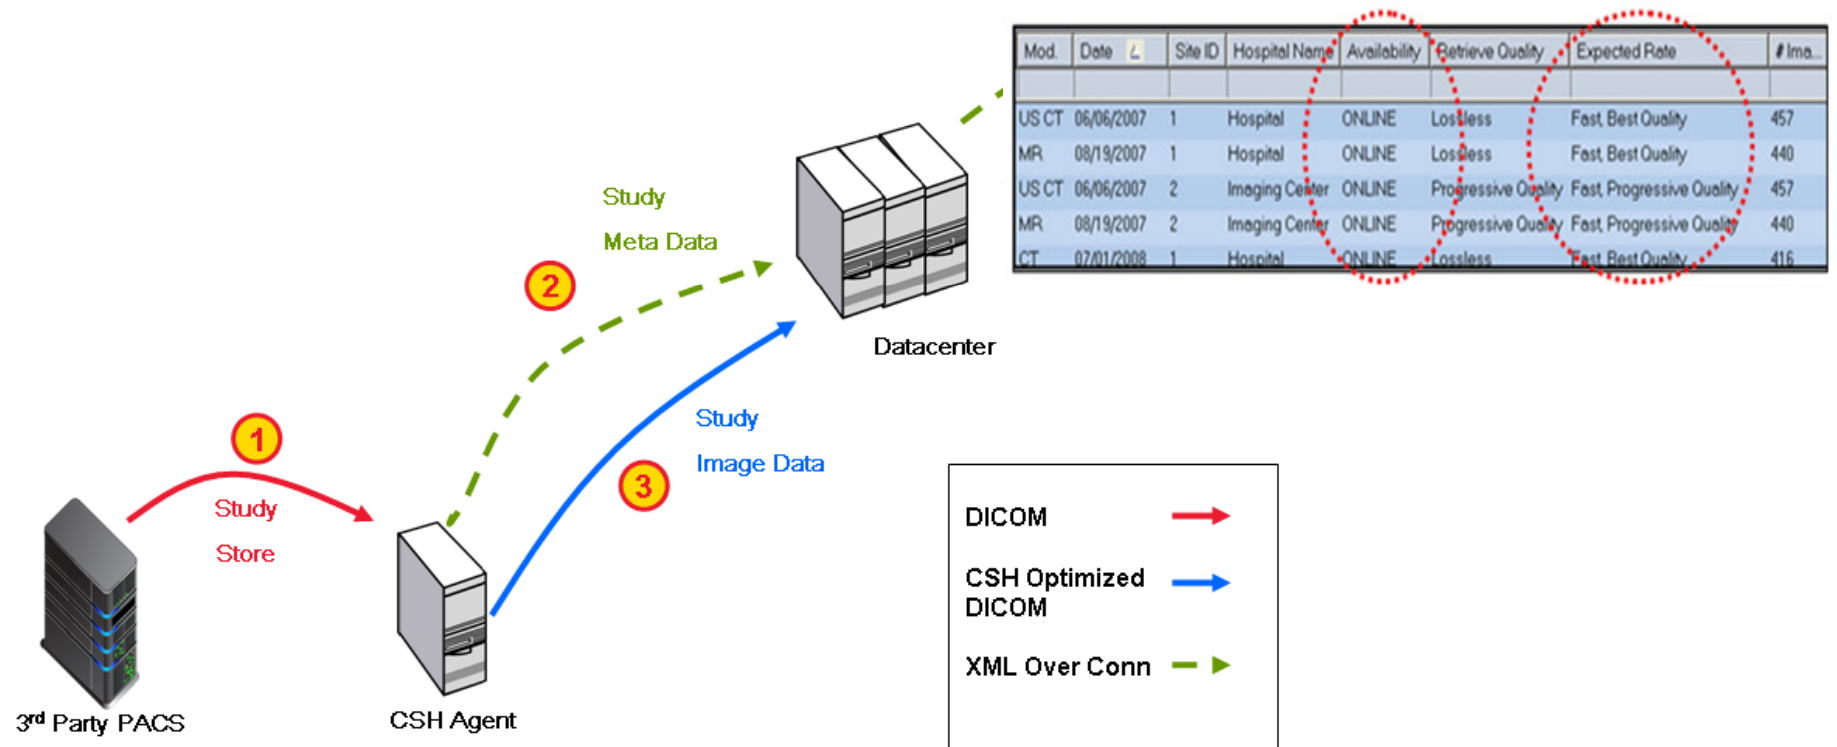 Mod. Date Site ID Hospital Name Availability Retrieve Quality Expected Rate # Ima...
US CT 06/06/2007 1 Hospital ONLINE Lossless Fast, Best Quality 457
MR 08/19/2007 1 Hospital ONLINE Lossless Fast, Best Quality 440
US CT 06/06/2007 2 Imaging Center ONLINE Progressive Quality Fast, Progressive Quality 457
MR 08/19/2007 2 Imaging Center ONLINE Progressive Quality Fast, Progressive Quality 440
CT 07/01/2008 1 Hospital ONLINE Lossless Fast, Best Quality 416
Study
Meta Data
2
Datacenter
Study
Image Data
3
1
Study
Store
3rd Party PACS
CSH Agent
DICOM
CSH Optimized
DICOM
XML Over Conn